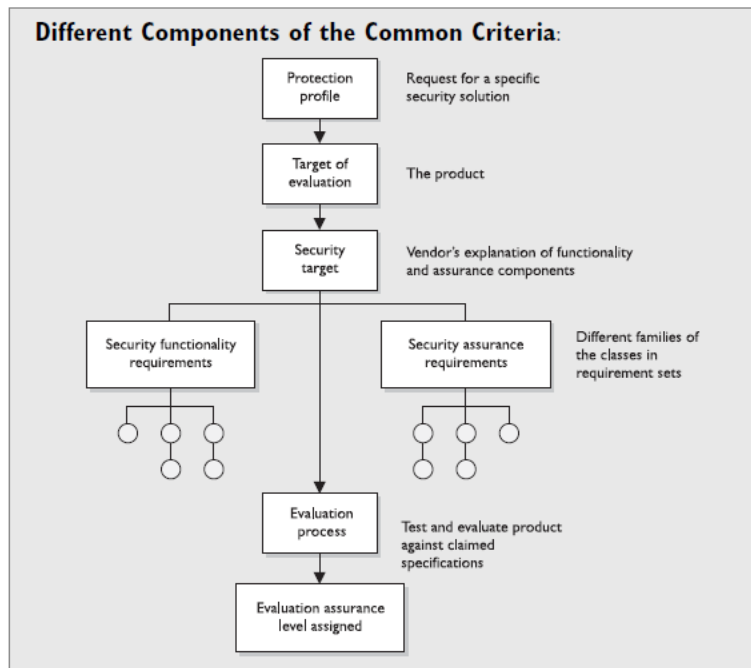 Different Components of the Common Criteria:
Protection
profile
Request for a specific
security solution
Target of
evaluation
The product
Security
target
Vendor's explanation of functionality
and assurance components
Security functionality
requirements
Security assurance
requirements
Different families of
the classes in
requirement sets
Evaluation
process
Test and evaluate product
against claimed
specifications
Evaluation assurance
level assigned